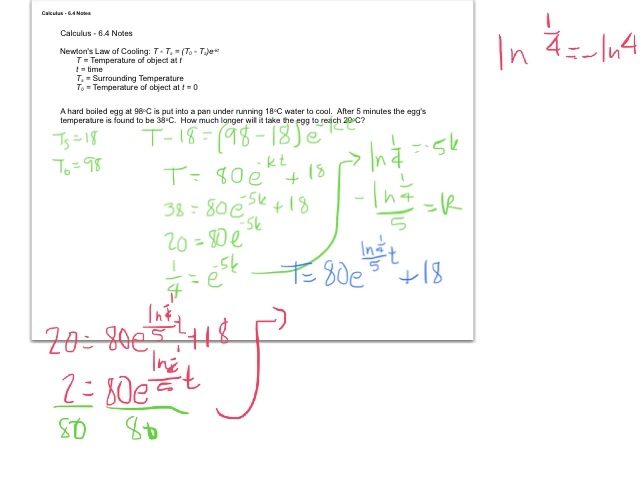 Calculus - 6.4 Notes
Calculus - 6.4 Notes
Newton's Law of Cooling: T - Tₛ = (T₀ - Tₛ)e⁻ᵏᵗ
T = Temperature of object at t
t = time
Tₛ = Surrounding Temperature
T₀ = Temperature of object at t = 0
A hard boiled egg at 98°C is put into a pan under running 18°C water to cool. After 5 minutes the egg's
temperature is found to be 38°C. How much longer will it take the egg to reach 20°C?
Tₛ = 18
T₀ = 98
T - 18 = (98 - 18)e^-kt
T = 80e^-kt + 18
38 = 80e^-5k + 18
20 = 80e^-5k
1/4 = e^-5k
ln 1/4 = -5k
- ln 1/4 / 5 = k
T = 80e^(ln 1/4 / 5 t) + 18
ln 1/4 = -ln 4
20 = 80e^(ln 1/4 / 5 t) + 18
2 = 80e^(ln 1/4 / 5 t)
80 80